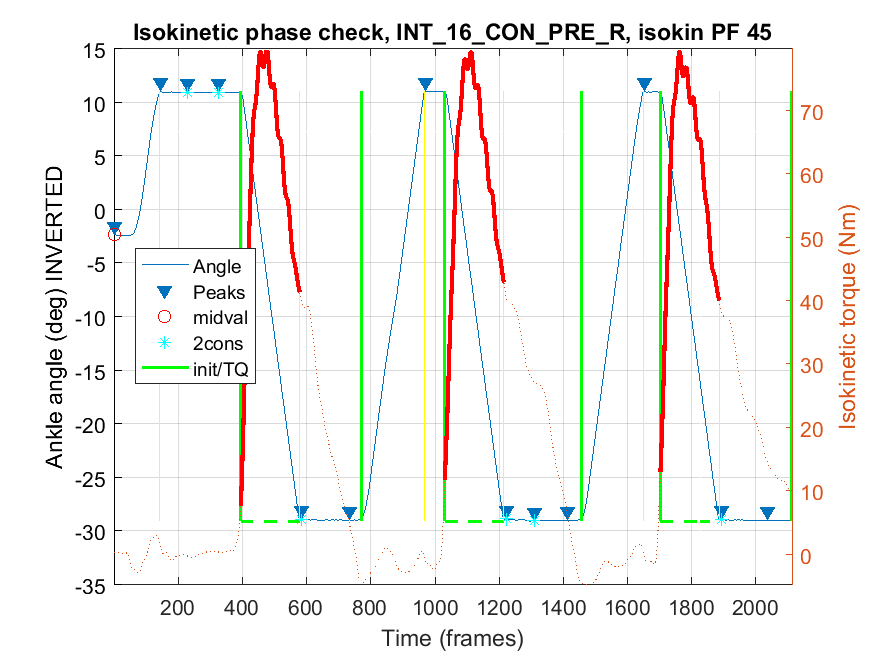 Isokinetic phase check, INT_16_CON_PRE_R, isokin PF 45
15
10
5
0
-5
-10
-15
-20
-25
-30
-35
Ankle angle (deg) INVERTED
Angle
Peaks
midval
2cons
init/TQ
70
60
50
40
30
20
10
0
Isokinetic torque (Nm)
200 400 600 800 1000 1200 1400 1600 1800 2000
Time (frames)